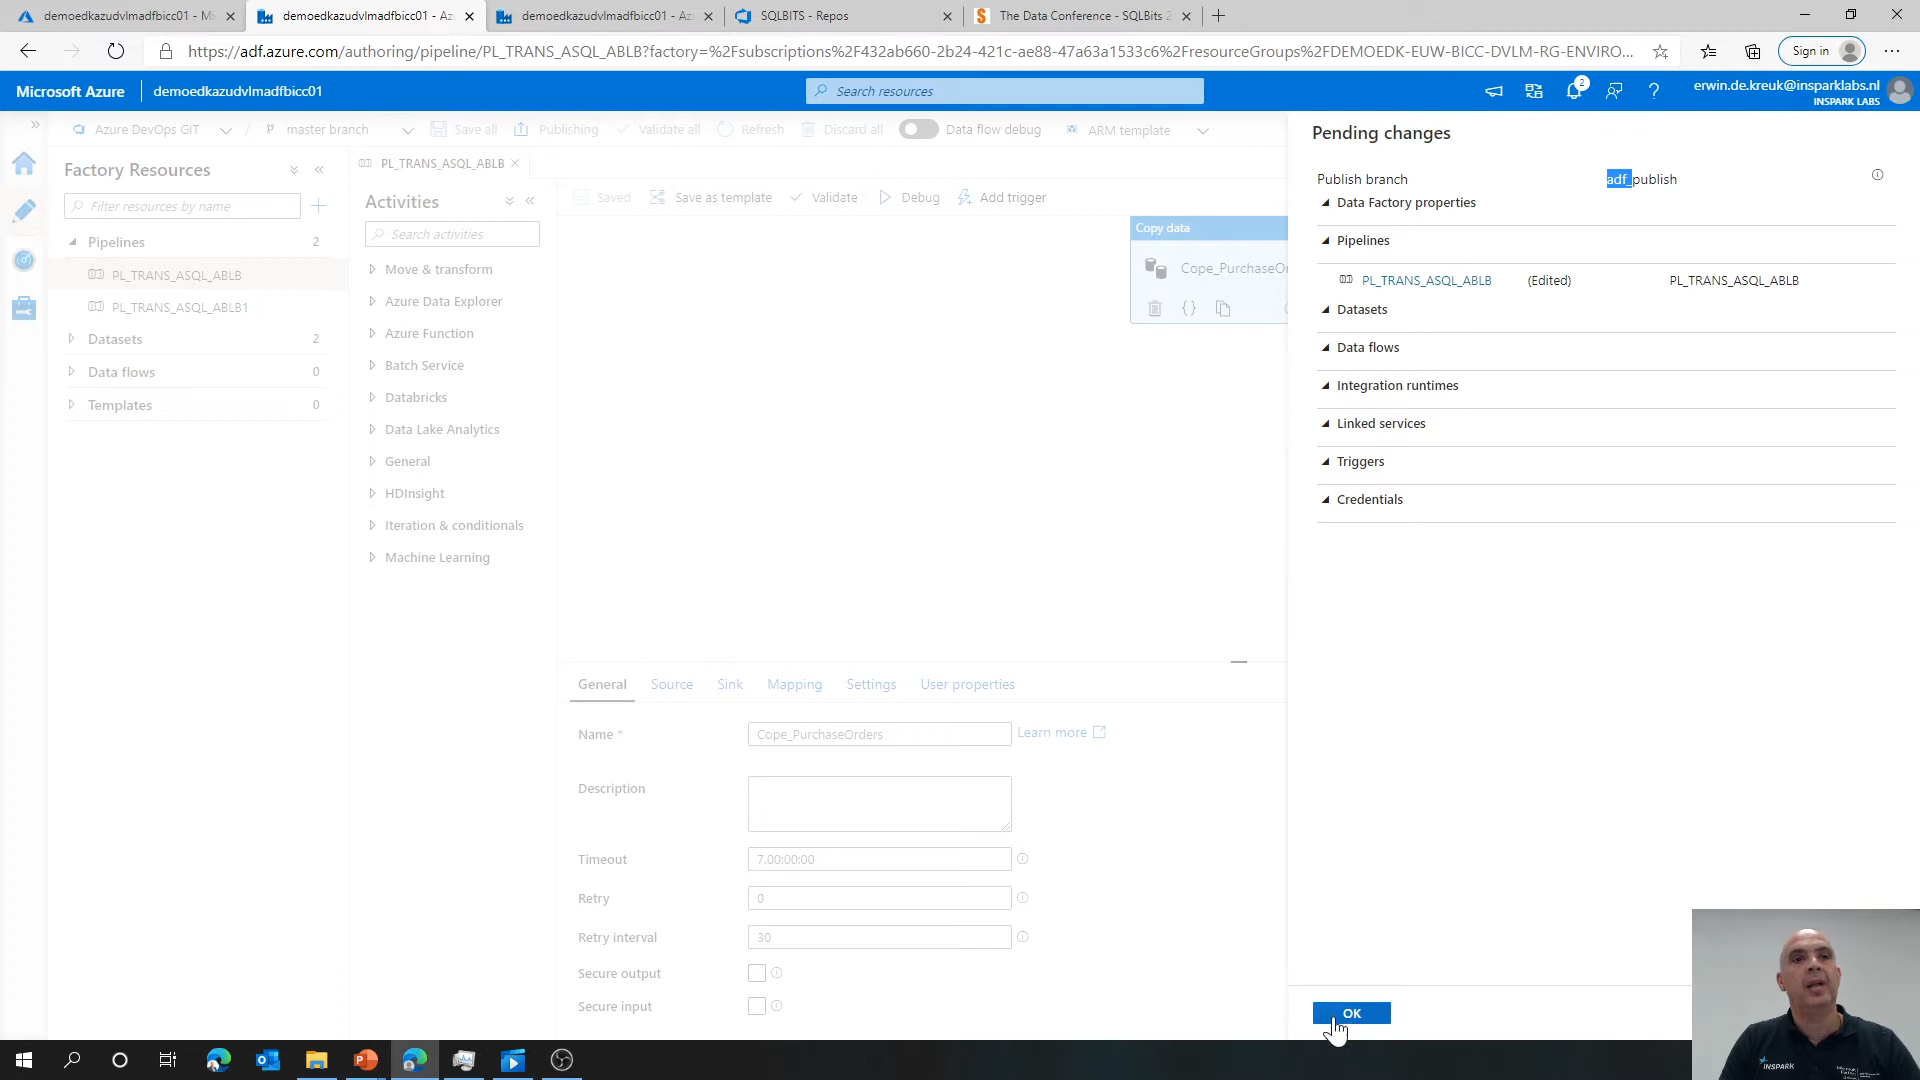 demoedkazudvlmadfbicc01 - Mi
demoedkazudvlmadfbicc01 - Az
demoedkazudvlmadfbicc01 - Az
SQLBITS - Repos
The Data Conference - SQLBits 2
https://adf.azure.com/authoring/pipeline/PL_TRANS_ASQL_ABLB?factory=%2Fsubscriptions%2F432ab660-2b24-421c-ae88-47a63a1533c6%2FresourceGroups%2FDEMOEDK-EUW-BICC-DVLM-RG-ENVIRO...
Sign in
Microsoft Azure
demoedkazudvlmadfbicc01
Search resources
2
erwin.de.kreuk@insparklabs.nl
INSPARK LABS
Azure DevOps GIT
/
master branch
Save all
Publishing
Validate all
Refresh
Discard all
Data flow debug
ARM template
Factory Resources
Filter resources by name
Pipelines 2
PL_TRANS_ASQL_ABLB
PL_TRANS_ASQL_ABLB1
Datasets 2
Data flows 0
Templates 0
PL_TRANS_ASQL_ABLB
Activities
Search activities
Move & transform
Azure Data Explorer
Azure Function
Batch Service
Databricks
Data Lake Analytics
General
HDInsight
Iteration & conditionals
Machine Learning
Saved
Save as template
Validate
Debug
Add trigger
Copy data
Cope_PurchaseOr
General
Source
Sink
Mapping
Settings
User properties
Name *
Cope_PurchaseOrders
Learn more
Description
Timeout
7.00:00:00
Retry
0
Retry interval
30
Secure output
Secure input
Pending changes
Publish branch
adf_publish
Data Factory properties
Pipelines
PL_TRANS_ASQL_ABLB (Edited) PL_TRANS_ASQL_ABLB
Datasets
Data flows
Integration runtimes
Linked services
Triggers
Credentials
OK
INSPARK